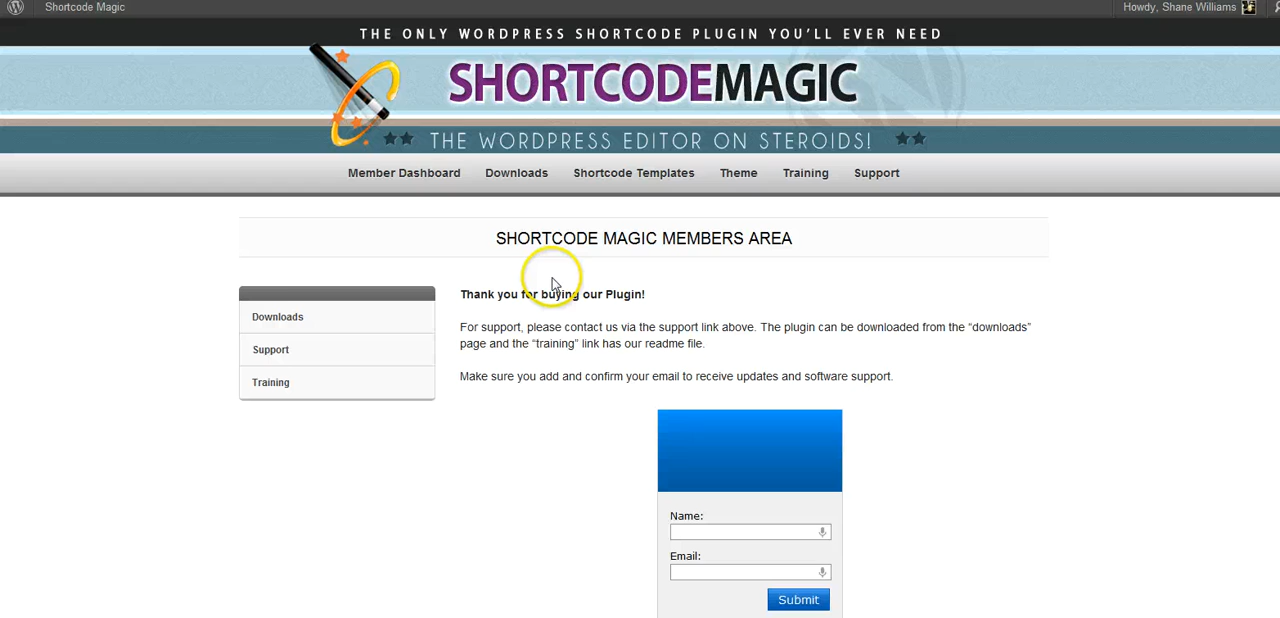 Shortcode Magic
Howdy, Shane Williams
THE ONLY WORDPRESS SHORTCODE PLUGIN YOU'LL EVER NEED
SHORTCODEMAGIC
THE WORDPRESS EDITOR ON STEROIDS!
Member Dashboard Downloads Shortcode Templates Theme Training Support
SHORTCODE MAGIC MEMBERS AREA
Downloads
Support
Training
Thank you for buying our Plugin!
For support, please contact us via the support link above. The plugin can be downloaded from the “downloads”
page and the “training” link has our readme file.
Make sure you add and confirm your email to receive updates and software support.
Name:
Email:
Submit